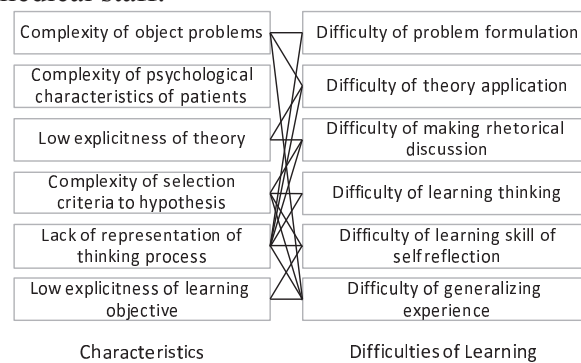 medical staff.
Complexity of object problems
Difficulty of problem formulation
Complexity of psychological
characteristics of patients
Difficulty of theory application
Low explicitness of theory
Difficulty of making rhetorical
discussion
Complexity of selection
criteria to hypothesis
Difficulty of learning thinking
Lack of representation of
thinking process
Difficulty of learning skill of
selfreflection
Low explicitness of learning
objective
Difficulty of generalizing
experience
Characteristics
Difficulties of Learning